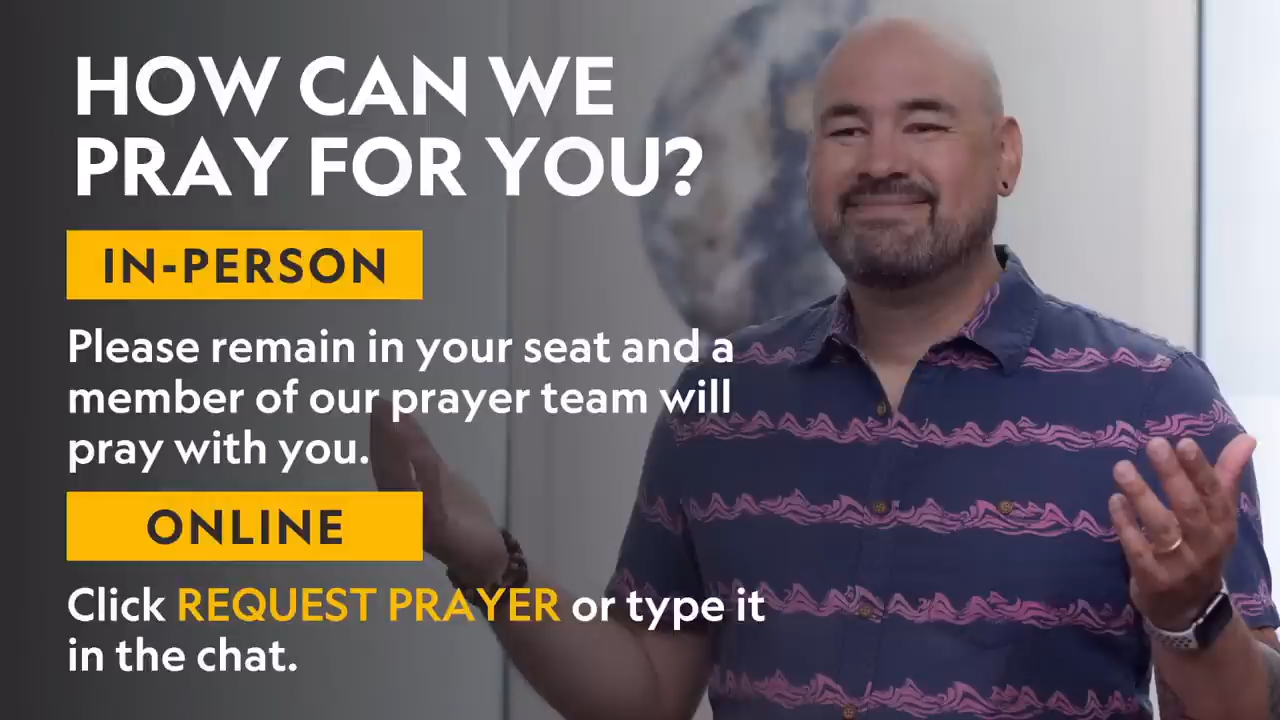 HOW CAN WE
PRAY FOR YOU?
IN-PERSON
Please remain in your seat and a
member of our prayer team will
pray with you.
ONLINE
Click REQUEST PRAYER or type it
in the chat.